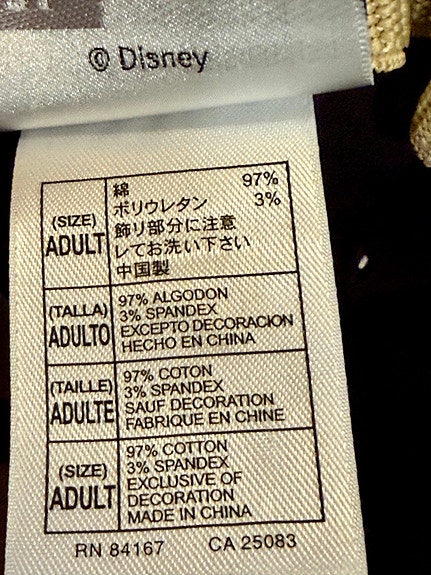 © Disney
(SIZE)
ADULT
綿 97%
ポリウレタン 3%
飾リ部分に注意
レてお洗い下さい
中国製
(TALLA)
ADULTO
97% ALGODON
3% SPANDEX
EXCEPTO DECORACION
HECHO EN CHINA
(TAILLE)
ADULTE
97% COTON
3% SPANDEX
SAUF DECORATION
FABRIQUE EN CHINE
(SIZE)
ADULT
97% COTTON
3% SPANDEX
EXCLUSIVE OF
DECORATION
MADE IN CHINA
RN 84167 CA 25083